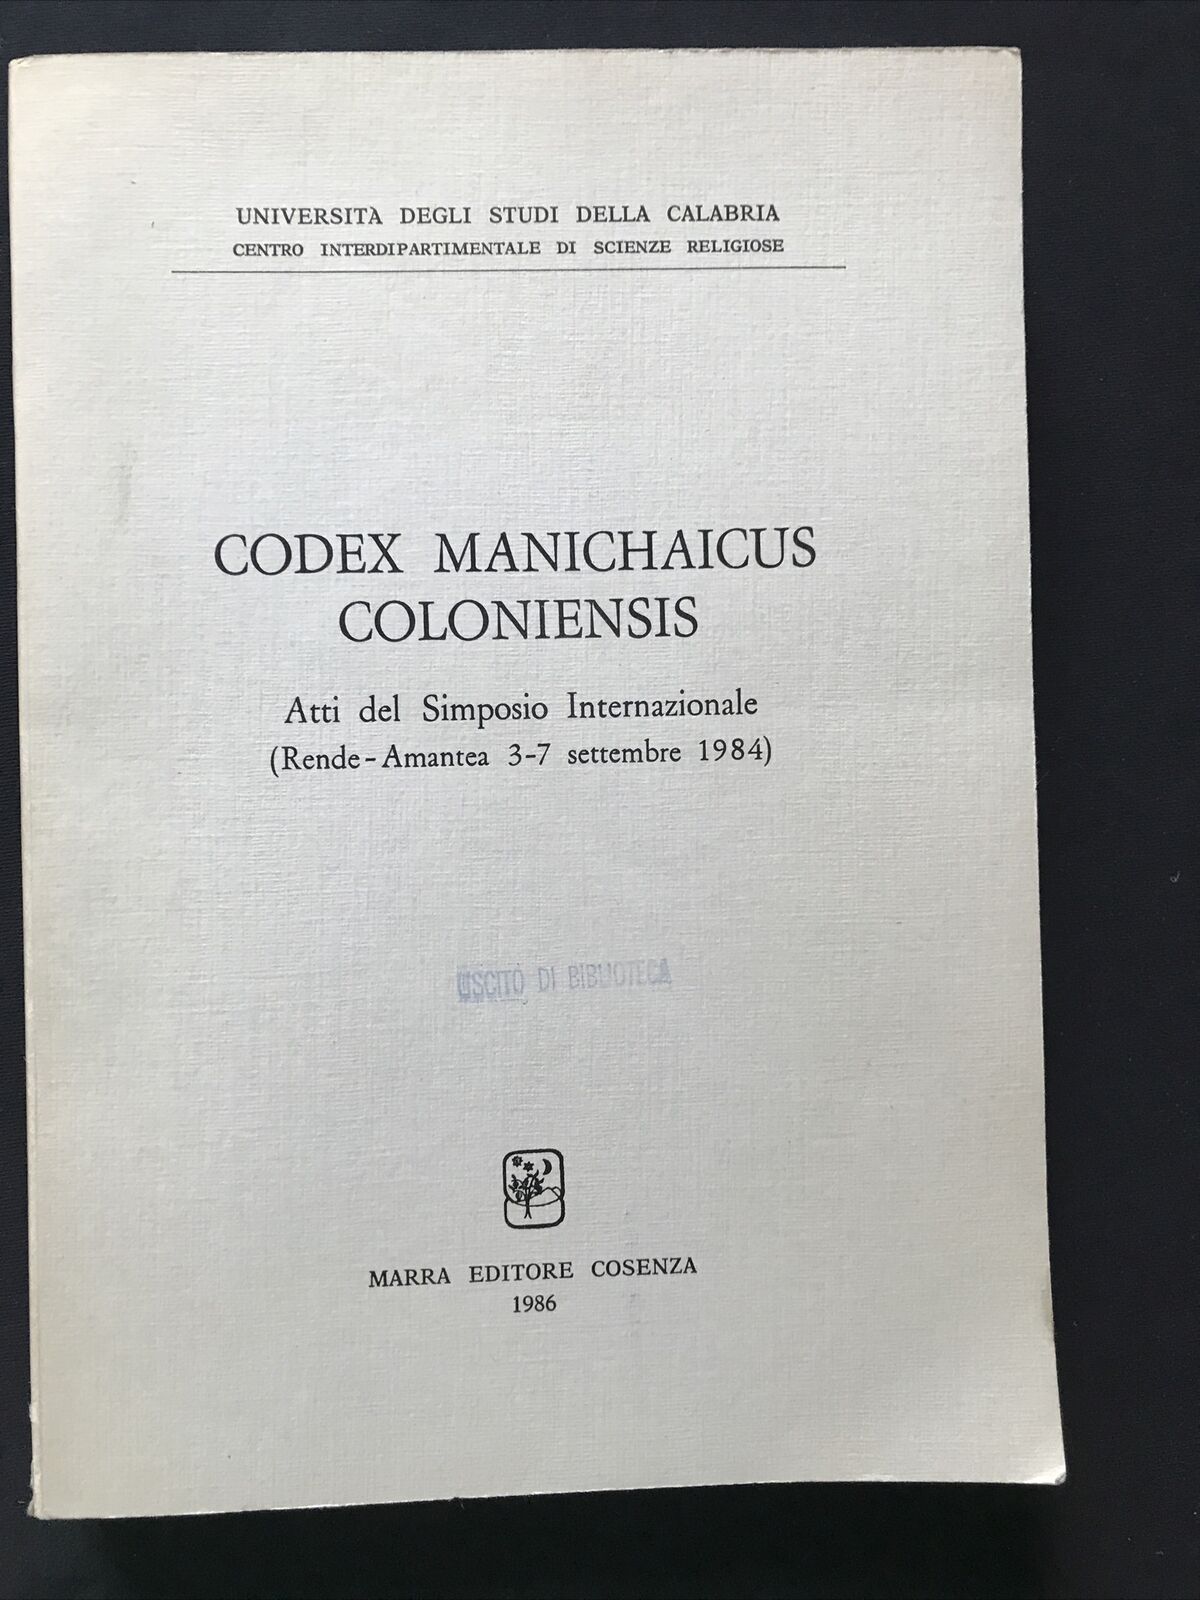 UNIVERSITÀ DEGLI STUDI DELLA CALABRIA
CENTRO INTERDIPARTIMENTALE DI SCIENZE RELIGIOSE
CODEX MANICHAICUS
COLONIENSIS
Atti del Simposio Internazionale
(Rende-Amantea 3-7 settembre 1984)
USCITO DI BIBLIOTECA
MARRA EDITORE COSENZA
1986